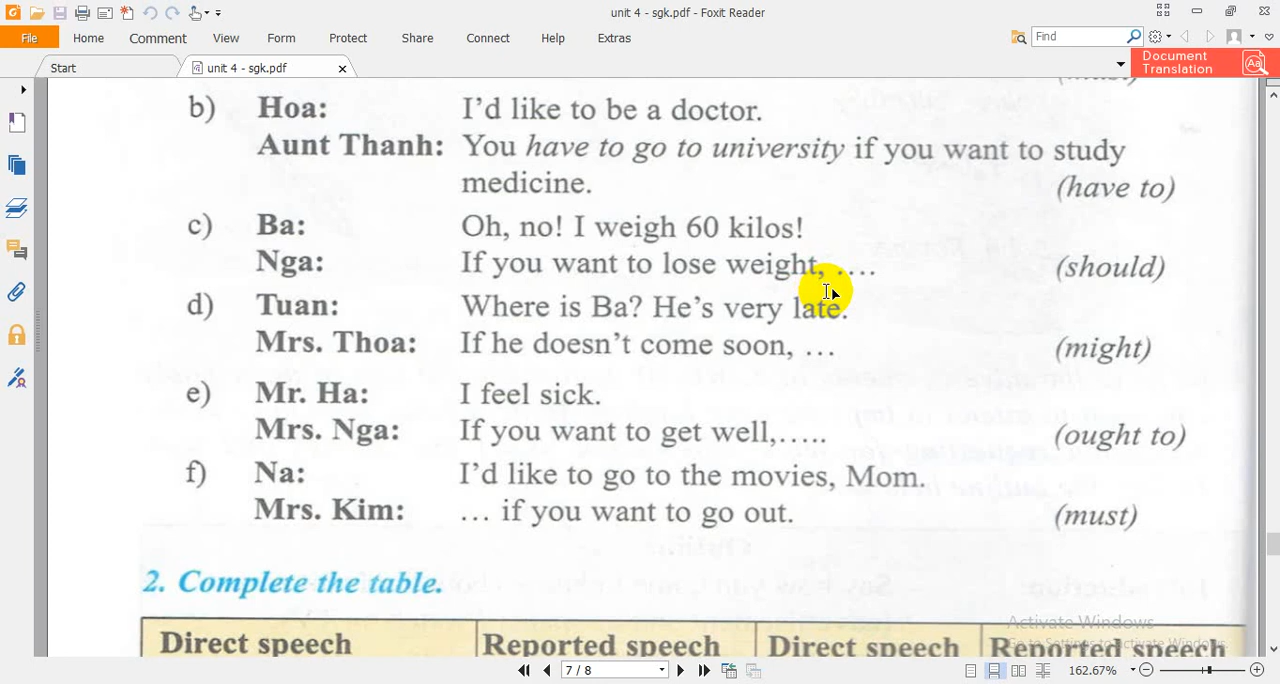 unit 4 - sgk.pdf - Foxit Reader
File Home Comment View Form Protect Share Connect Help Extras
Find
Start unit 4 - sgk.pdf
Document
Translation
b) Hoa: I'd like to be a doctor.
Aunt Thanh: You have to go to university if you want to study
medicine. (have to)
c) Ba: Oh, no! I weigh 60 kilos!
Nga: If you want to lose weight, .... (should)
d) Tuan: Where is Ba? He's very late.
Mrs. Thoa: If he doesn't come soon, ... (might)
e) Mr. Ha: I feel sick.
Mrs. Nga: If you want to get well,..... (ought to)
f) Na: I'd like to go to the movies, Mom.
Mrs. Kim: ... if you want to go out. (must)
2. Complete the table.
Direct speech Reported speech Direct speech Reported speech
Activate Windows
Go to Settings to activate Windows.
7 / 8 162.67%